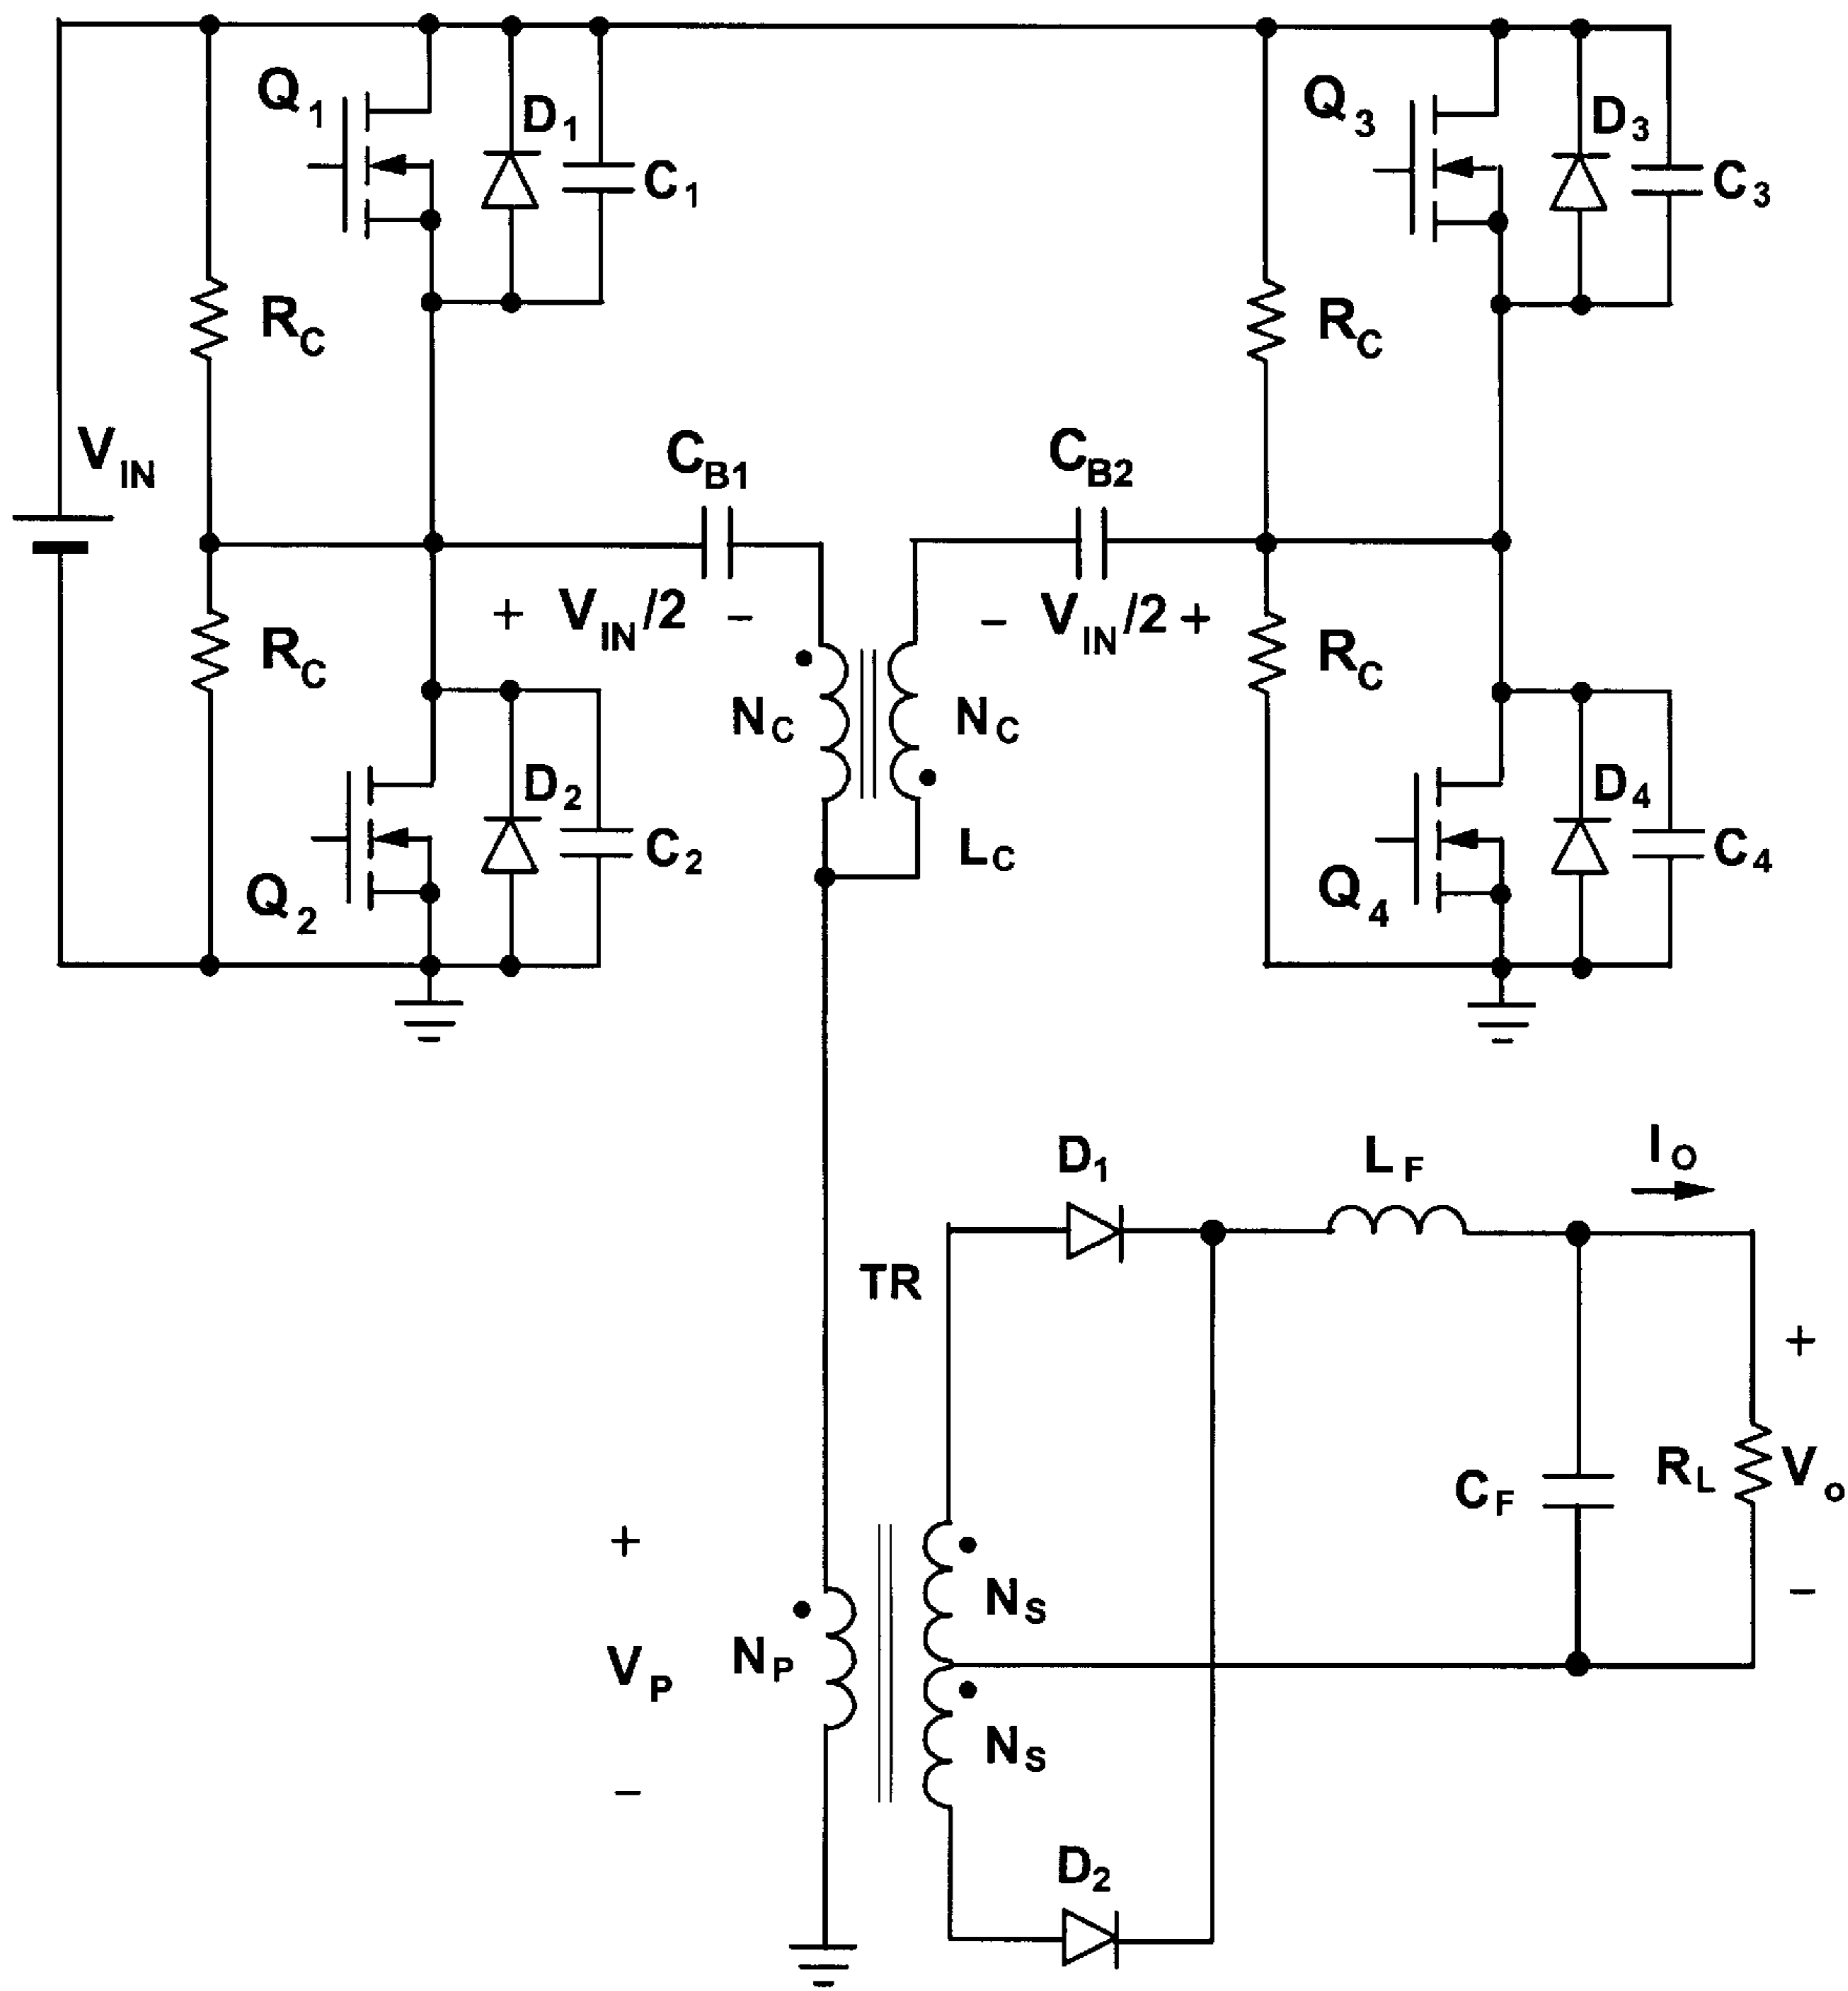 Q1
D1
C1
Q3
D3
C3
RC
RC
VIN
CB1
CB2
+ VIN/2 −
− VIN/2 +
RC
RC
NC
NC
D2
D4
C2
LC
C4
Q2
Q4
D1
LF
IO
TR
+
+
CF
RL
Vo
NS
−
VP
NP
NS
−
D2